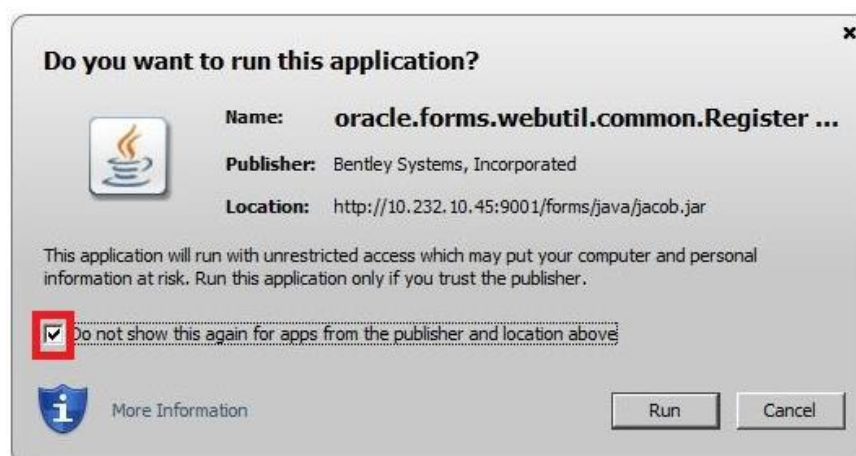 Do you want to run this application?
Name: oracle.forms.webutil.common.Register ...
Publisher: Bentley Systems, Incorporated
Location: http://10.232.10.45:9001/forms/java/jacob.jar
This application will run with unrestricted access which may put your computer and personal
information at risk. Run this application only if you trust the publisher.
Do not show this again for apps from the publisher and location above
More Information
Run
Cancel